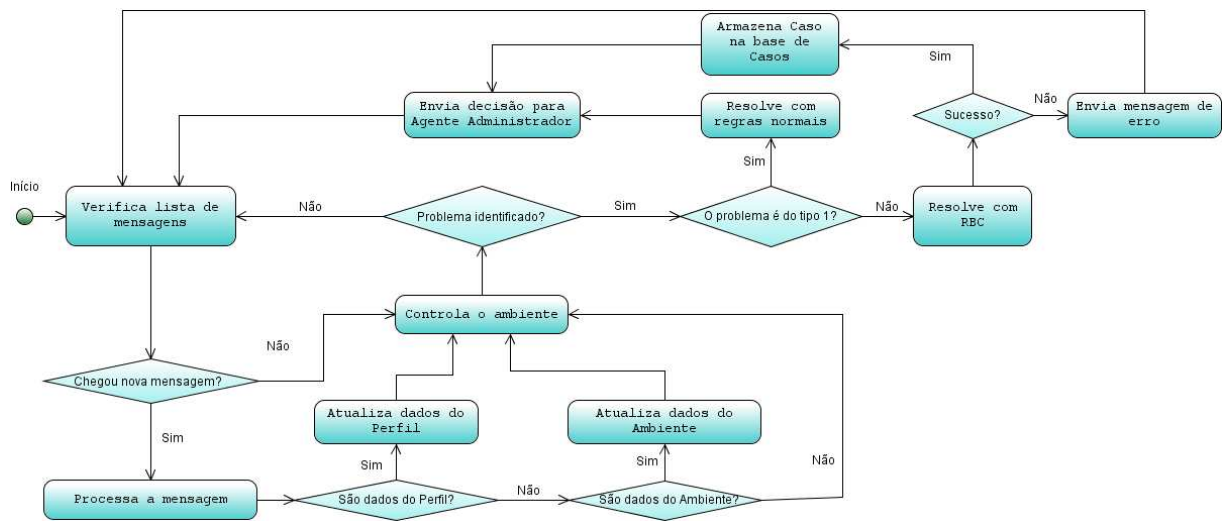 Armazena Caso
na base de
Casos
Sim
Envia decisão para
Agente Administrador
Resolve com
regras normais
Sucesso?
Não
Envia mensagem de
erro
Início
Sim
Verifica lista de
mensagens
Não
Problema identificado?
Sim
O problema é do tipo 1?
Não
Resolve com
RBC
Controla o ambiente
Não
Chegou nova mensagem?
Atualiza dados do
Perfil
Atualiza dados do
Ambiente
Sim
Sim
Sim
Não
Processa a mensagem
São dados do Perfil?
Não
São dados do Ambiente?